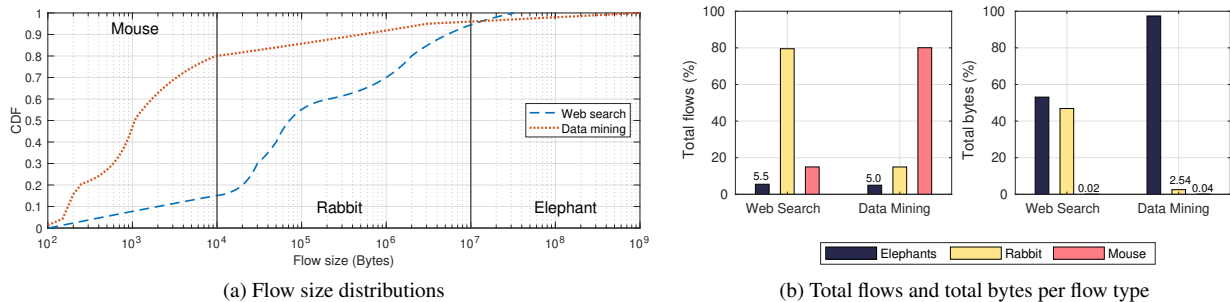 1
0.9
0.8
0.7
0.6
0.5
0.4
0.3
0.2
0.1
0
CDF
Mouse
Rabbit
Elephant
Web search
Data mining
10^2
10^3
10^4
10^5
10^6
10^7
10^8
10^9
Flow size (Bytes)
(a) Flow size distributions
100
80
60
40
20
0
Total flows (%)
5.5
5.0
Web Search
Data Mining
100
80
60
40
20
0
Total bytes (%)
0.02
2.54
0.04
Web Search
Data Mining
Elephants
Rabbit
Mouse
(b) Total flows and total bytes per flow type